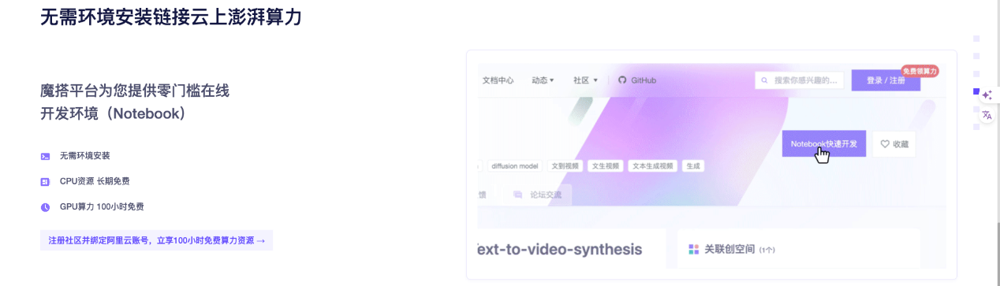 无需环境安装链接云上澎湃算力
魔搭平台为您提供零门槛在线
开发环境（Notebook）
无需环境安装
CPU资源 长期免费
GPU算力 100小时免费
注册社区并绑定阿里云账号，立享100小时免费算力资源 →
免费领算力
文档中心 动态 社区 GitHub 搜索你感兴趣的... 登录 / 注册
Notebook快速开发 收藏
diffusion model 文到视频 文生视频 文本生成视频 生成
馈 论坛交流
ext-to-video-synthesis 关联创空间 (1个)